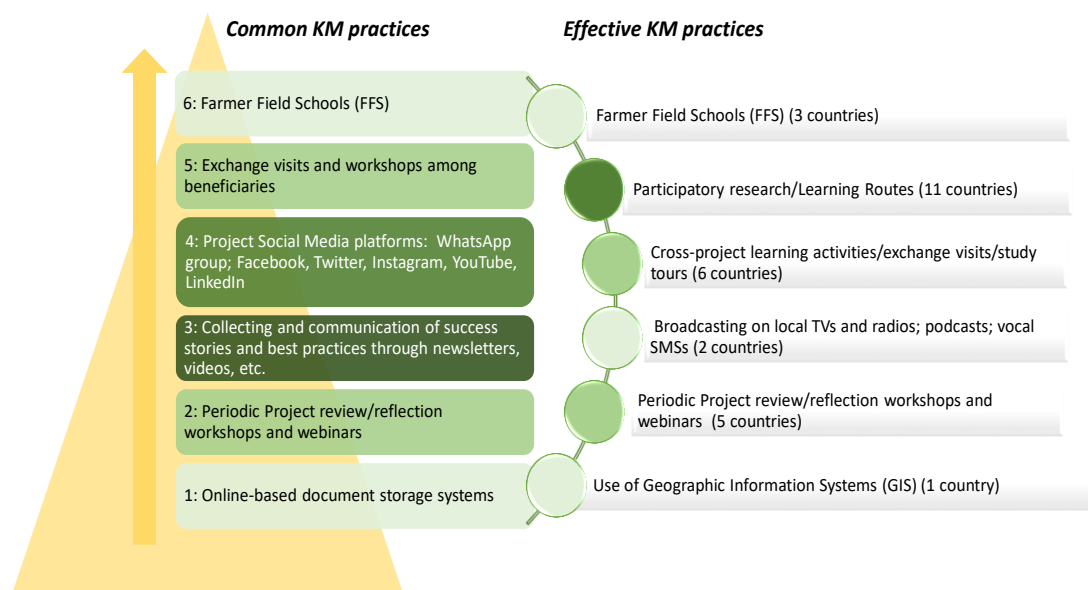 Common KM practices
6: Farmer Field Schools (FFS)
5: Exchange visits and workshops among
beneficiaries
4: Project Social Media platforms:  WhatsApp
group; Facebook, Twitter, Instagram, YouTube,
LinkedIn
3: Collecting and communication of success
stories and best practices through newsletters,
videos, etc.
2: Periodic Project review/reflection
workshops and webinars
1: Online-based document storage systems
Effective KM practices
Farmer Field Schools (FFS) (3 countries)
Participatory research/Learning Routes (11 countries)
Cross-project learning activities/exchange visits/study
tours (6 countries)
Broadcasting on local TVs and radios; podcasts; vocal
SMSs (2 countries)
Periodic Project review/reflection workshops and
webinars  (5 countries)
Use of Geographic Information Systems (GIS) (1 country)